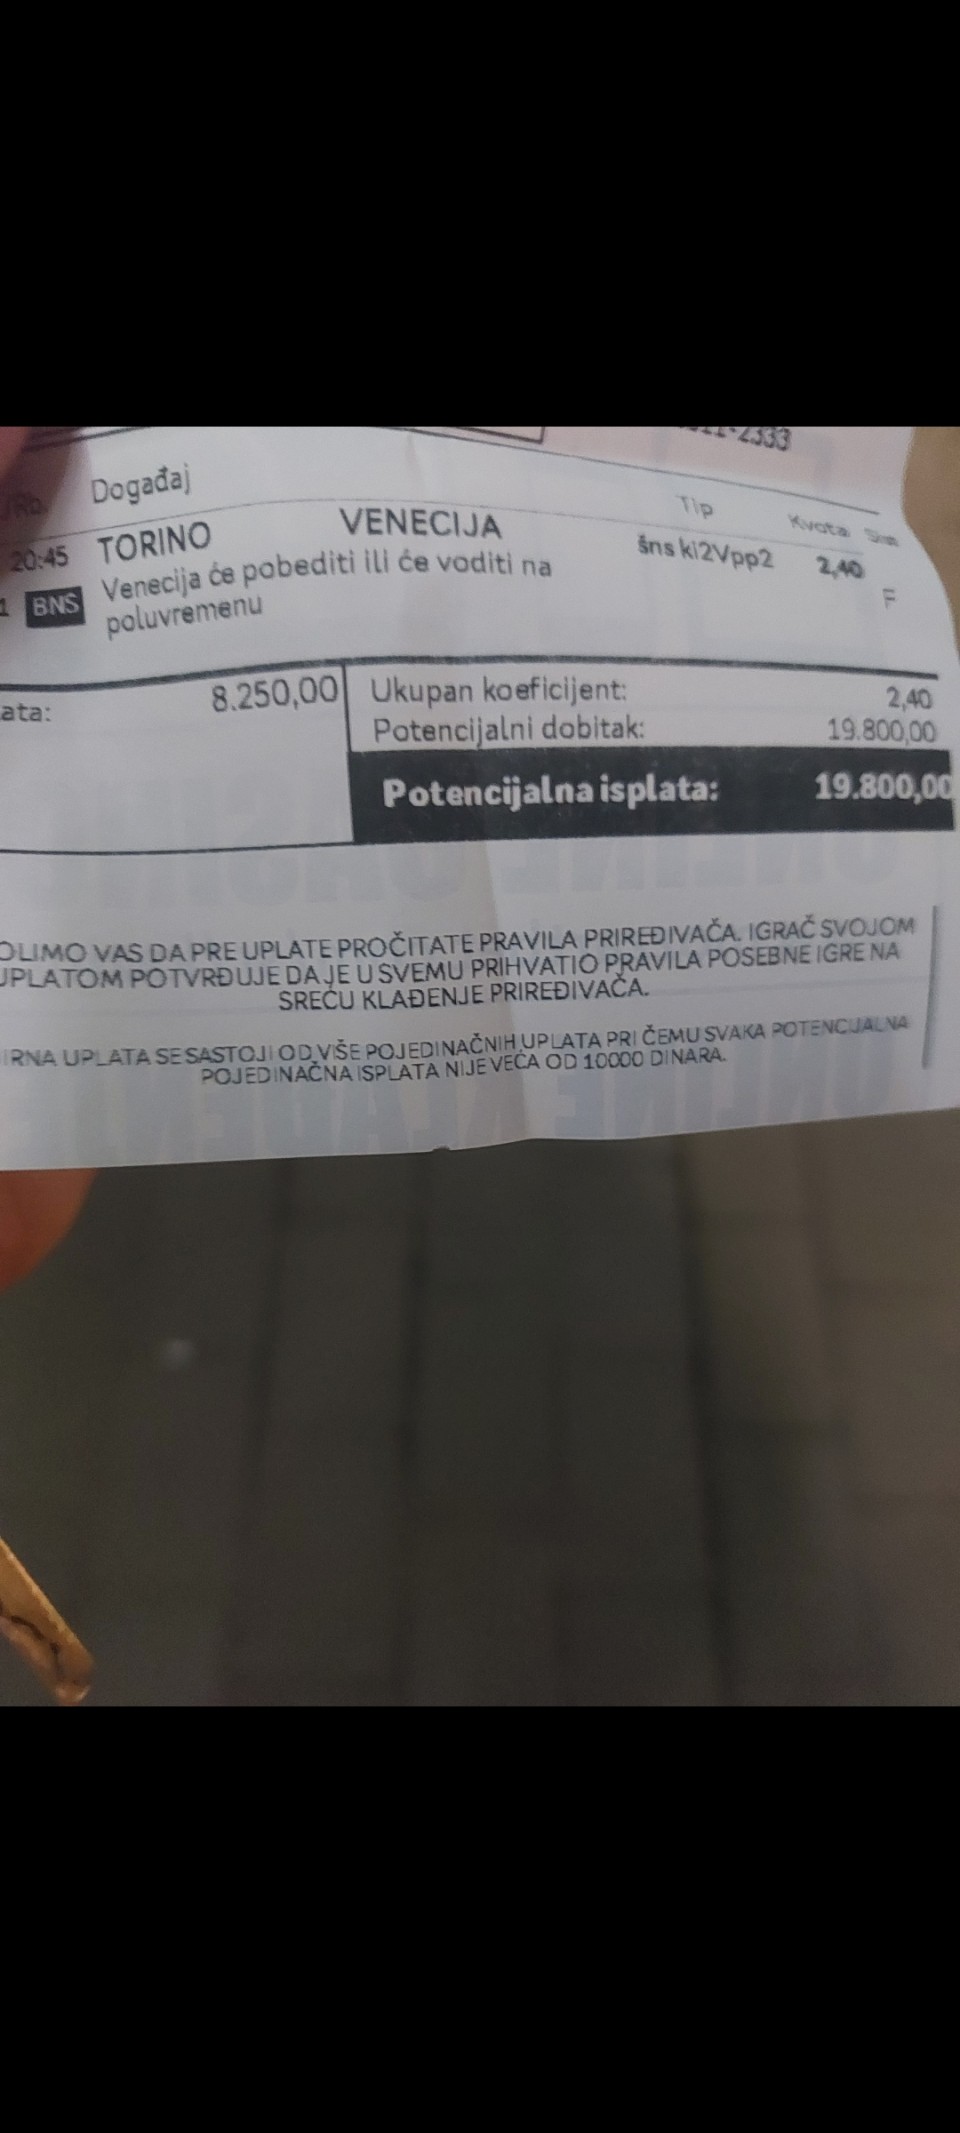 -2333
Događaj
Tip
Kvota
20:45 TORINO VENECIJA šns ki2Vpp2 2,40
1 BNS Venecija će pobediti ili će voditi na F
poluvremenu
ata: 8.250,00 Ukupan koeficijent: 2,40
Potencijalni dobitak: 19.800,00
Potencijalna isplata: 19.800,00
OLIMO VAS DA PRE UPLATE PROČITATE PRAVILA PRIREĐIVAČA. IGRAČ SVOJOM
UPLATOM POTVRĐUJE DA JE U SVEMU PRIHVATIO PRAVILA POSEBNE IGRE NA
SREĆU KLAĐENJE PRIREĐIVAČA.
IRNA UPLATA SE SASTOJI OD VIŠE POJEDINAČNIH UPLATA PRI ČEMU SVAKA POTENCIJALNA
POJEDINAČNA ISPLATA NIJE VEĆA OD 10000 DINARA.